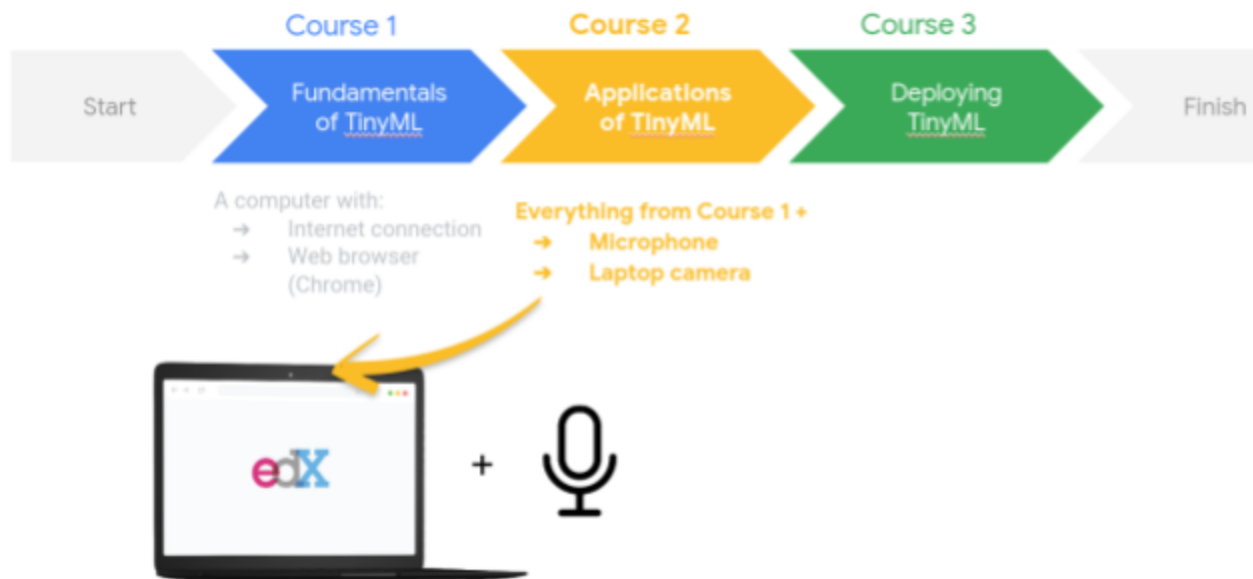 Course 1
Course 2
Course 3
Start
Fundamentals
of TinyML
Applications
of TInyML
Deploying
TinyML
Finish
A computer with:
➔ Internet connection
➔ Web browser
(Chrome)
Everything from Course 1 +
➔ Microphone
➔ Laptop camera
edX
+